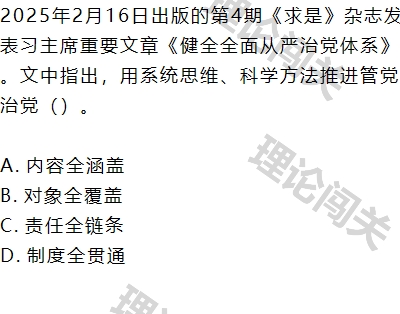 2025年2月16日出版的第4期《求是》杂志发
表习主席重要文章《健全全面从严治党体系》
。文中指出，用系统思维、科学方法推进管党
治党（）。
A. 内容全涵盖
B. 对象全覆盖
C. 责任全链条
D. 制度全贯通
理论闯关
理论闯关
理论闯关